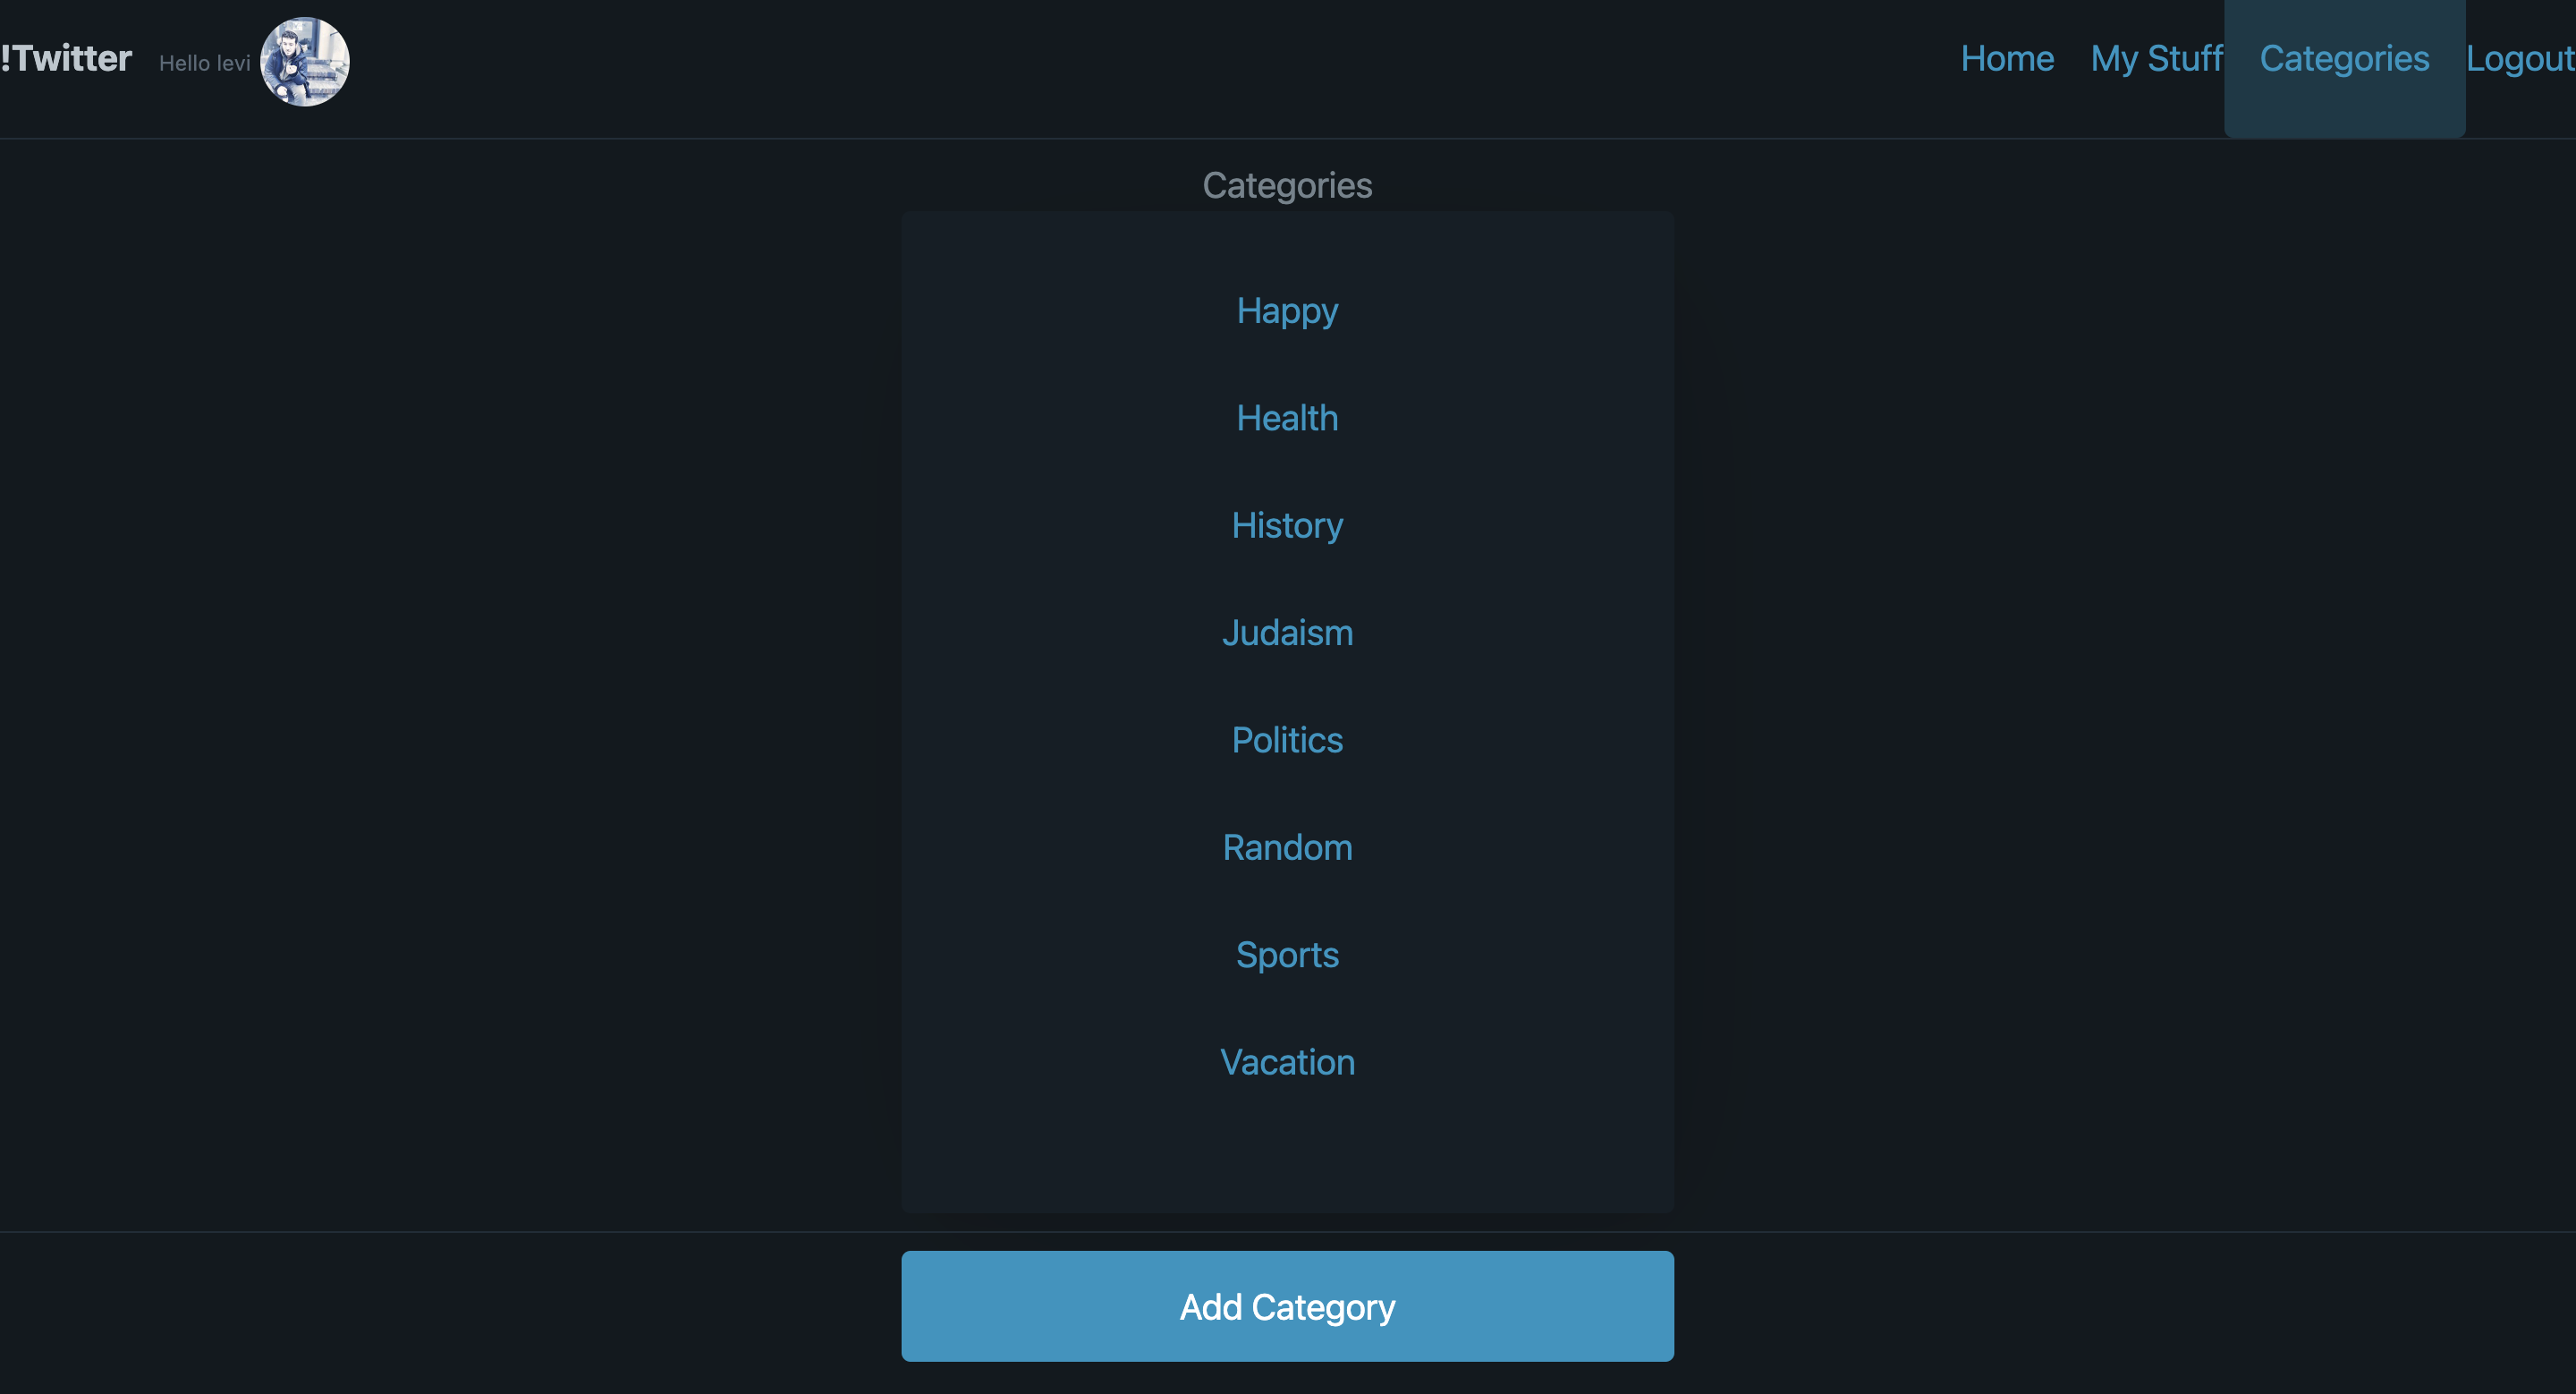 !Twitter Hello levi Home My Stuff Categories Logout
Categories
Happy
Health
History
Judaism
Politics
Random
Sports
Vacation
Add Category